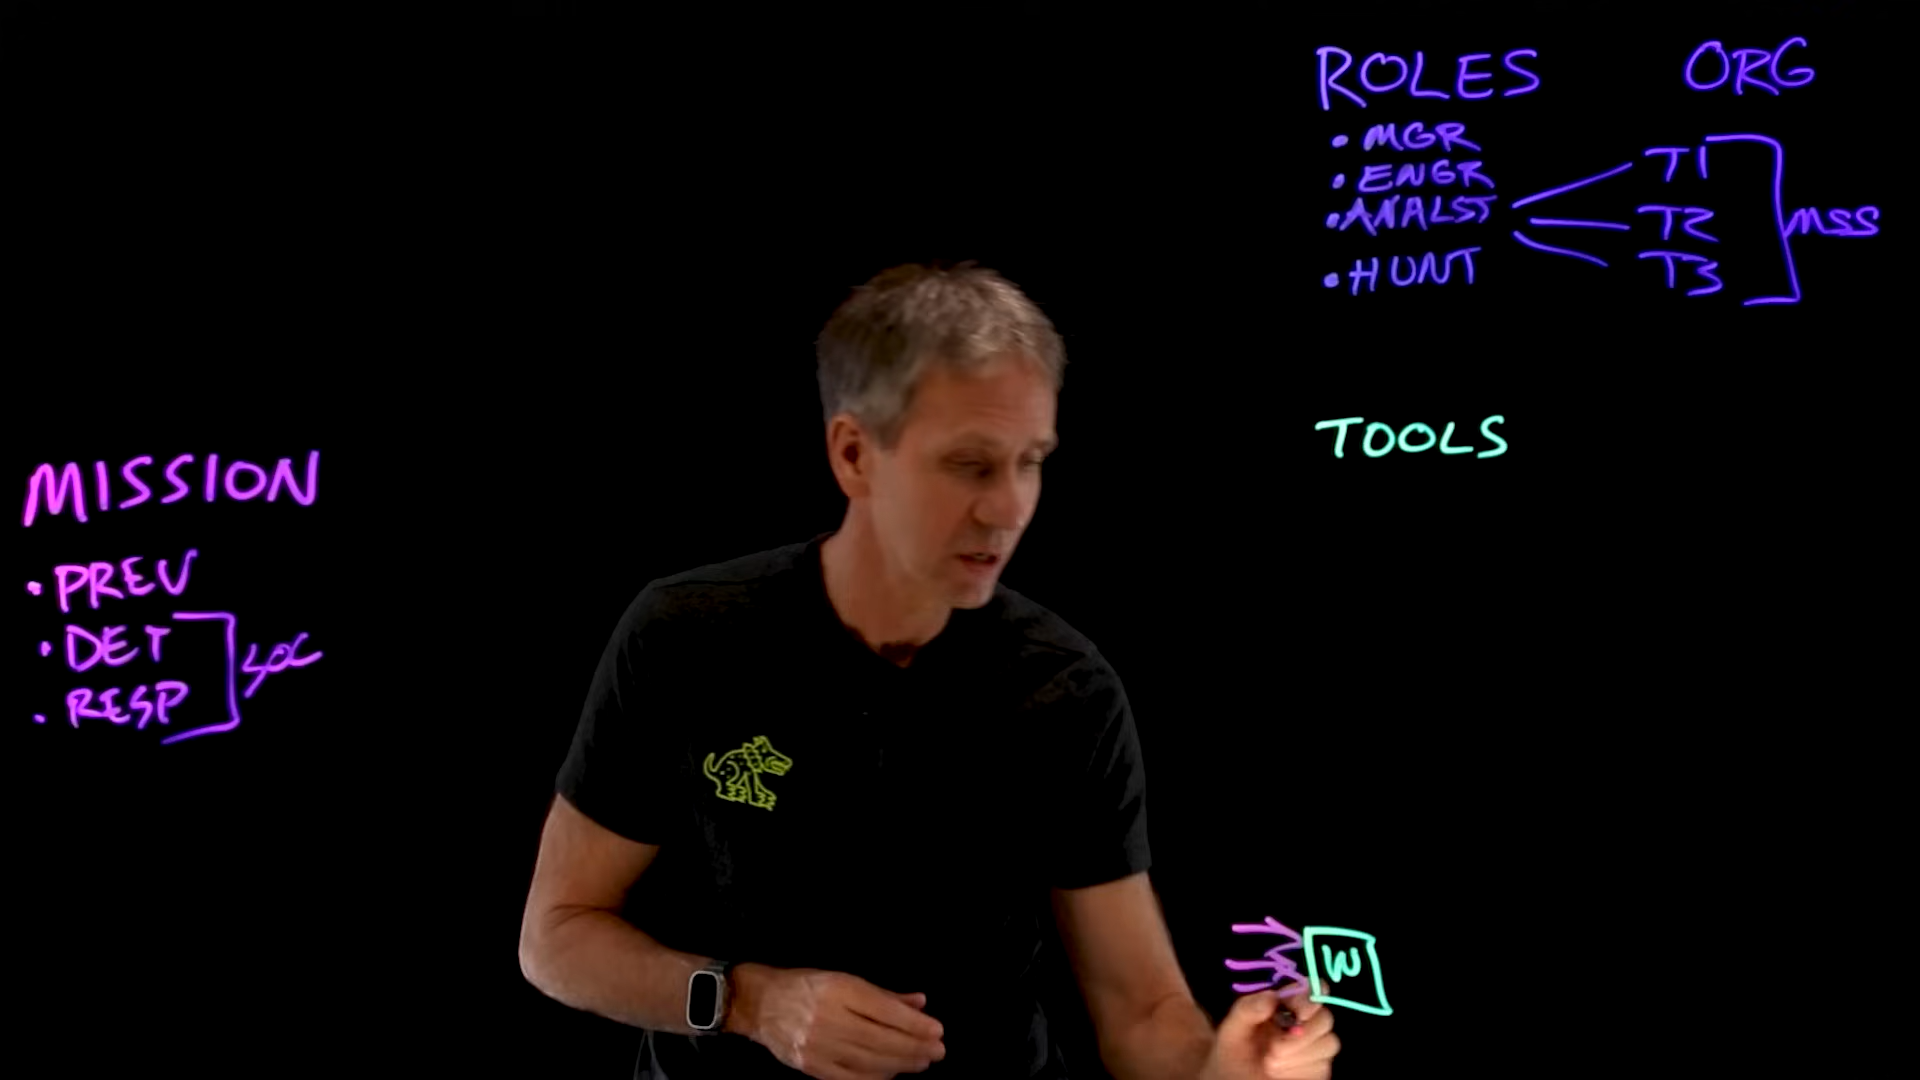 MISSION
• PREV
• DET
• RESP
SOC
ROLES
• MGR
• ENGR
• ANALST
• HUNT
ORG
T1
T2
T3
MSS
TOOLS
W